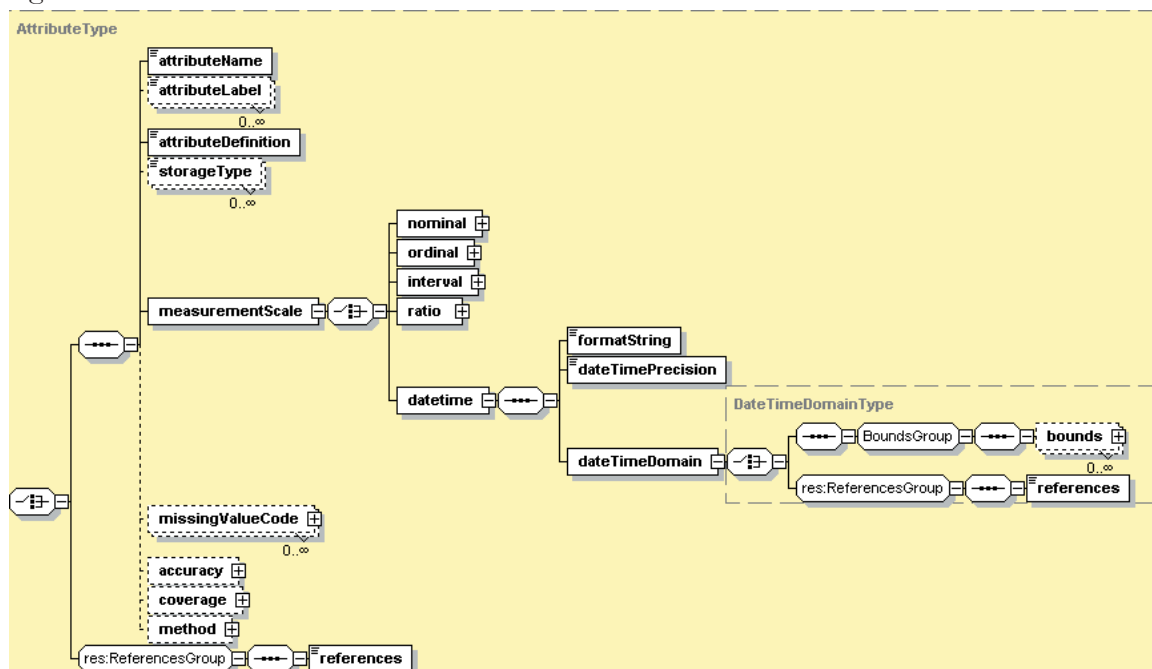 AttributeType
attributeName
attributeLabel
0..∞
attributeDefinition
storageType
0..∞
nominal
ordinal
interval
measurementScale
ratio
formatString
dateTimePrecision
datetime
DateTimeDomainType
BoundsGroup
bounds
0..∞
dateTimeDomain
res:ReferencesGroup
references
missingValueCode
0..∞
accuracy
coverage
method
res:ReferencesGroup
references